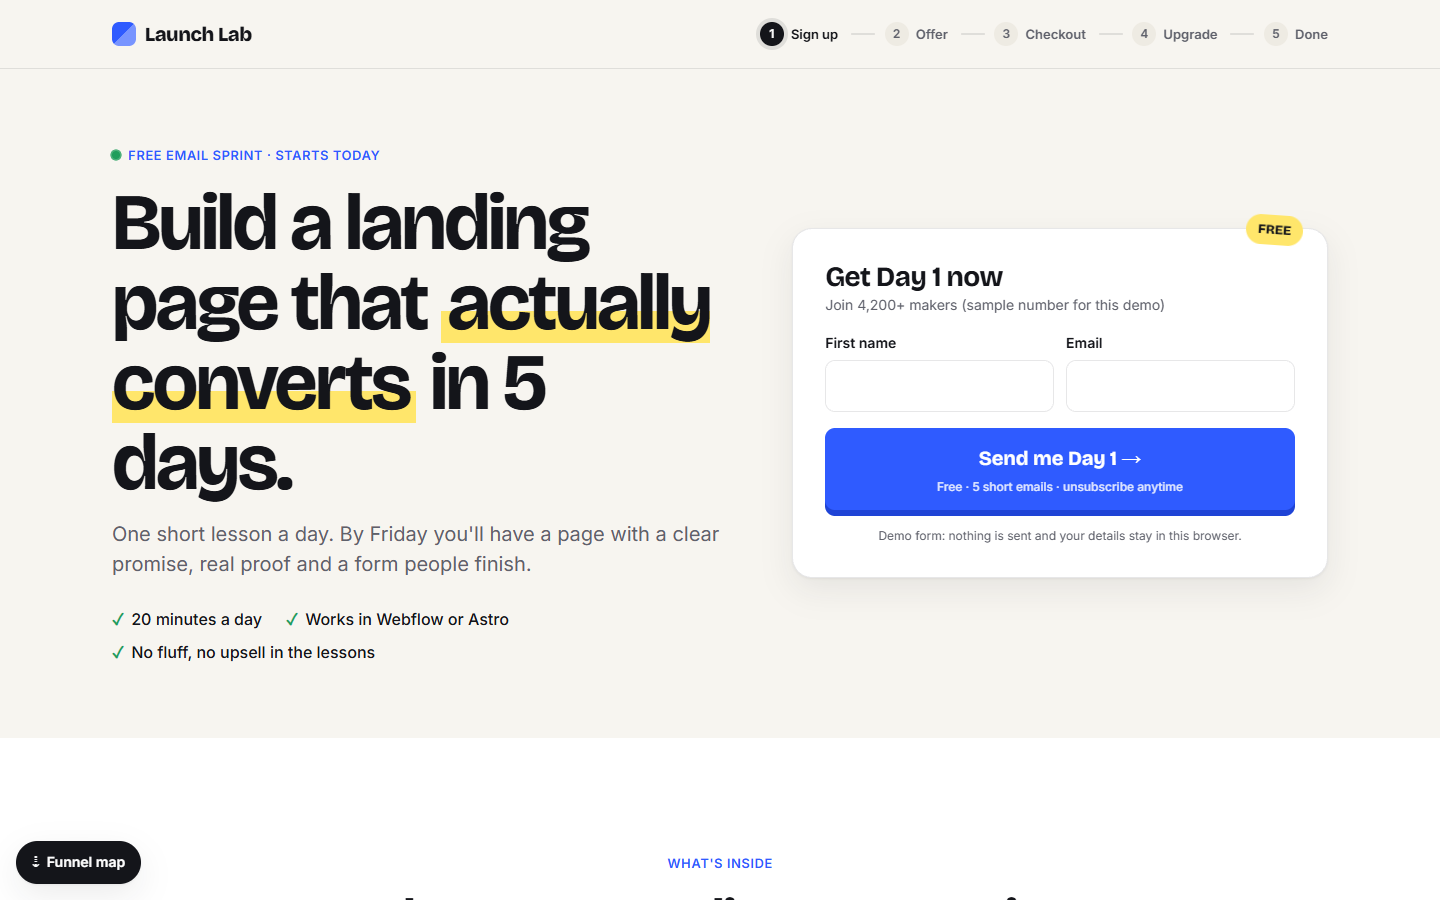 Launch Lab
1 Sign up
2 Offer
3 Checkout
4 Upgrade
5 Done
FREE EMAIL SPRINT · STARTS TODAY
Build a landing
page that actually
converts in 5
days.
One short lesson a day. By Friday you'll have a page with a clear
promise, real proof and a form people finish.
✓ 20 minutes a day
✓ Works in Webflow or Astro
✓ No fluff, no upsell in the lessons
FREE
Get Day 1 now
Join 4,200+ makers (sample number for this demo)
First name
Email
Send me Day 1 →
Free · 5 short emails · unsubscribe anytime
Demo form: nothing is sent and your details stay in this browser.
Funnel map
WHAT'S INSIDE